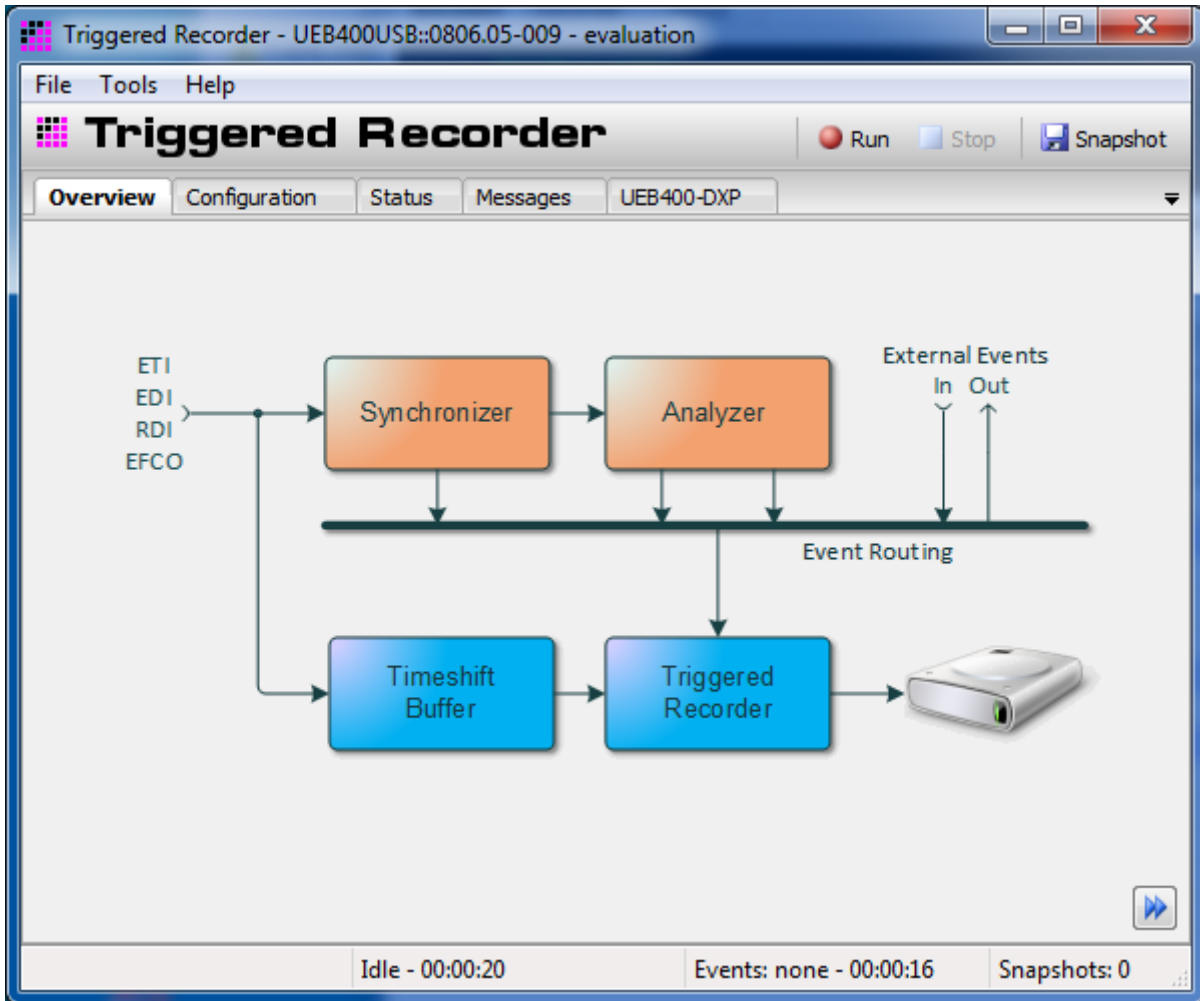 Triggered Recorder - UEB400USB::0806.05-009 - evaluation
File Tools Help
Triggered Recorder
Run Stop Snapshot
Overview Configuration Status Messages UEB400-DXP
ETI
EDI
RDI
EFCO
Synchronizer
Analyzer
External Events
In Out
Event Routing
Timeshift
Buffer
Triggered
Recorder
Idle - 00:00:20 Events: none - 00:00:16 Snapshots: 0